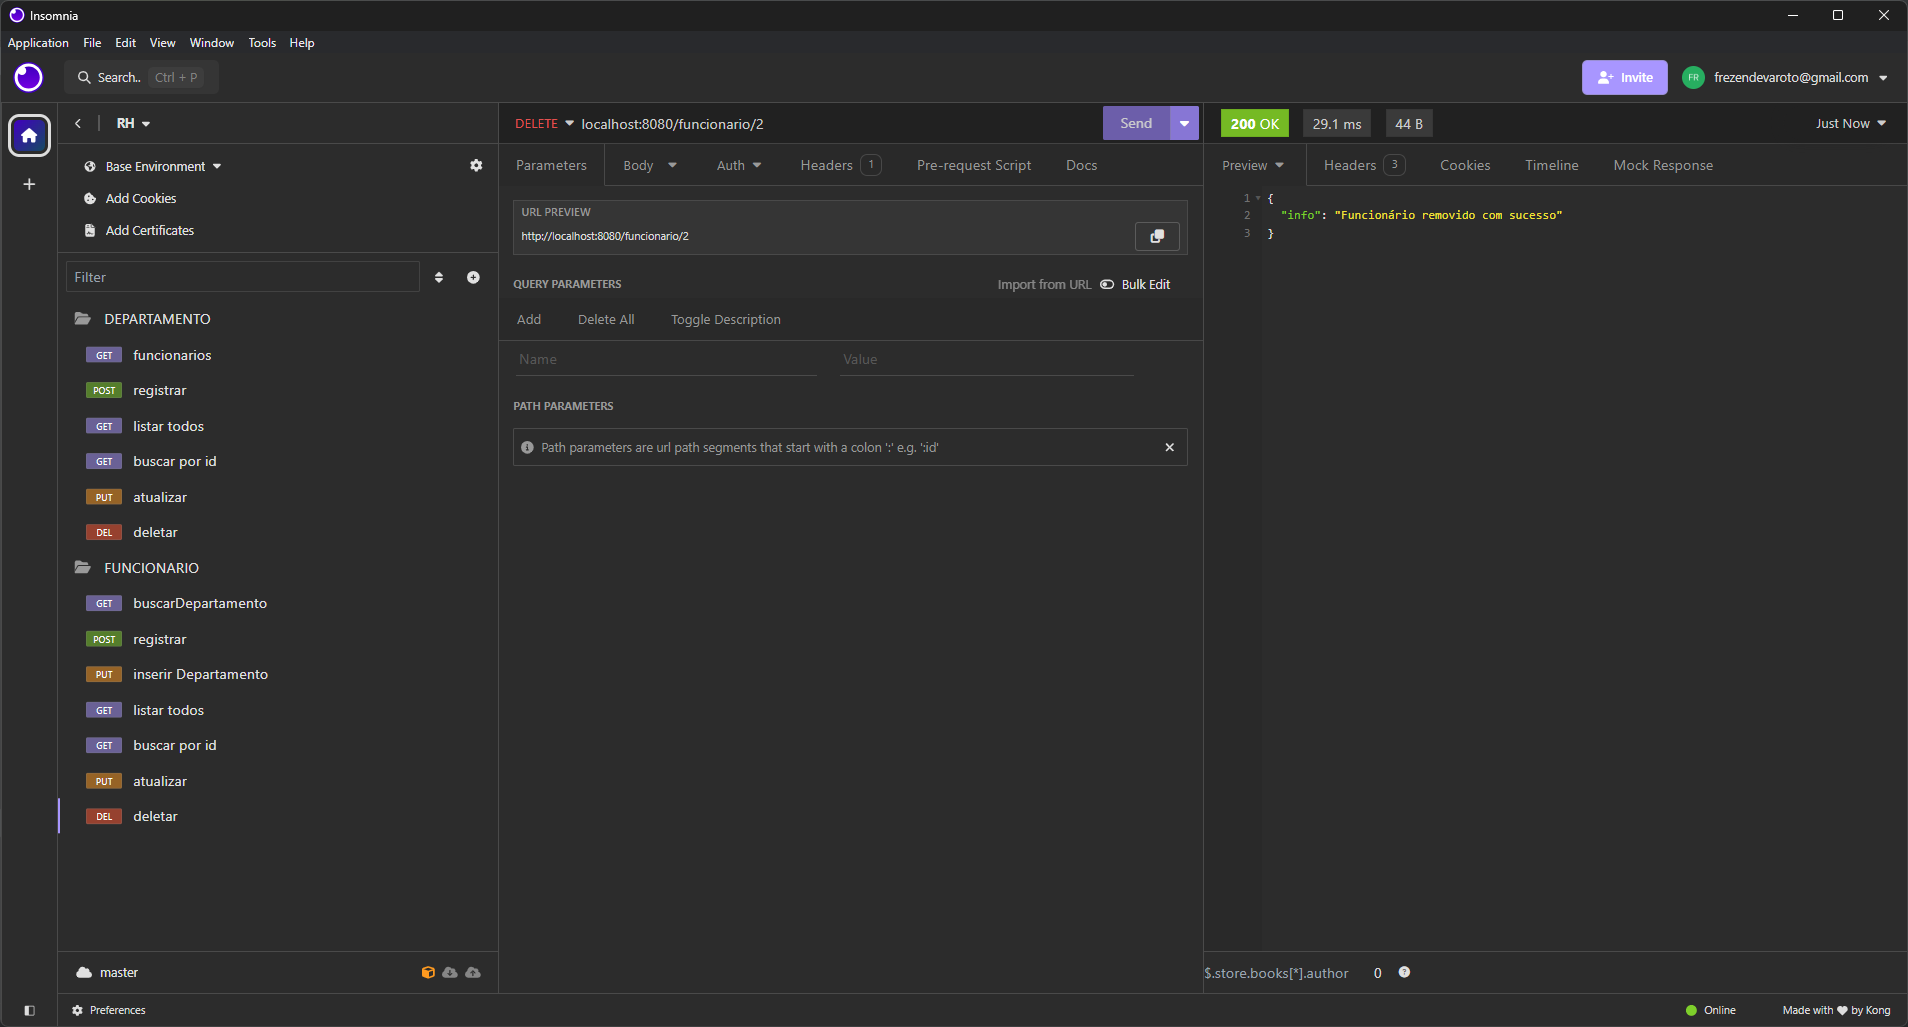 Insomnia
Application File Edit View Window Tools Help
Search.. Ctrl + P
Invite
FR
frezendevaroto@gmail.com
RH
Base Environment
Add Cookies
Add Certificates
Filter
DEPARTAMENTO
GET funcionarios
POST registrar
GET listar todos
GET buscar por id
PUT atualizar
DEL deletar
FUNCIONARIO
GET buscarDepartamento
POST registrar
PUT inserir Departamento
GET listar todos
GET buscar por id
PUT atualizar
DEL deletar
master
DELETE localhost:8080/funcionario/2 Send
Parameters Body Auth Headers 1 Pre-request Script Docs
URL PREVIEW
http://localhost:8080/funcionario/2
QUERY PARAMETERS Import from URL Bulk Edit
Add Delete All Toggle Description
Name Value
PATH PARAMETERS
Path parameters are url path segments that start with a colon ':' e.g. ':id'
200 OK 29.1 ms 44 B Just Now
Preview Headers 3 Cookies Timeline Mock Response
1 {
2 "info": "Funcionário removido com sucesso"
3 }
$.store.books[*].author 0
Preferences
Online Made with by Kong